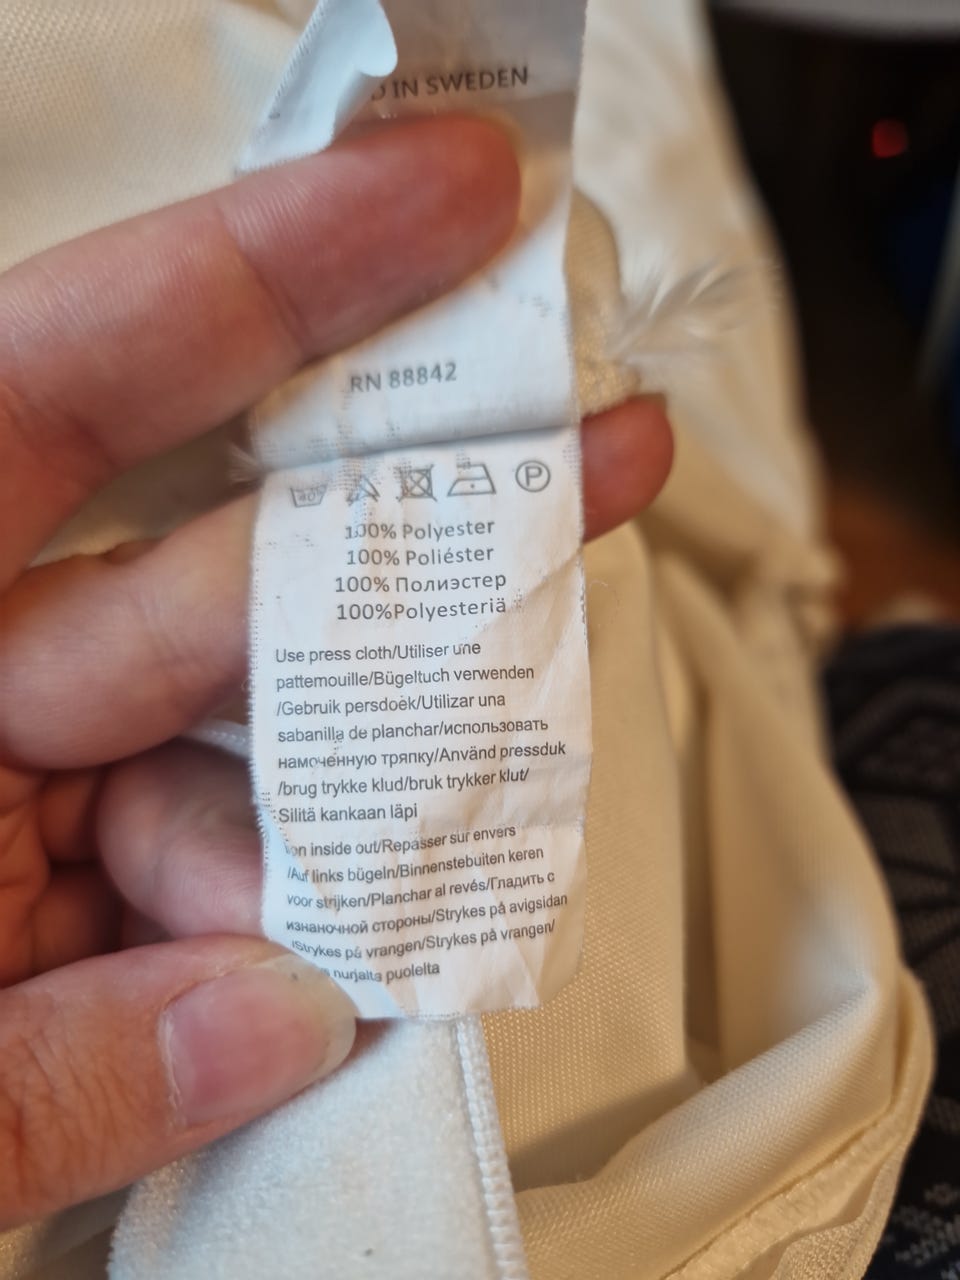 IN SWEDEN
RN 88842
40°
P
100% Polyester
100% Poliéster
100% Полиэстер
100%Polyesteriä
Use press cloth/Utiliser une
pattemouille/Bügeltuch verwenden
/Gebruik persdoek/Utilizar una
sabanilla de planchar/использовать
намоченную тряпку/Använd pressduk
/brug trykke klud/bruk trykker klut/
Silitä kankaan läpi
inside out/Repasser sur envers
/Auf links bügeln/Binnenstebuiten keren
voor strijken/Planchar al revés/Гладить с
изнаночной стороны/Strykes på avigsidan
/Strykes på vrangen/Strykes på vrangen/
nurjalta puolelta